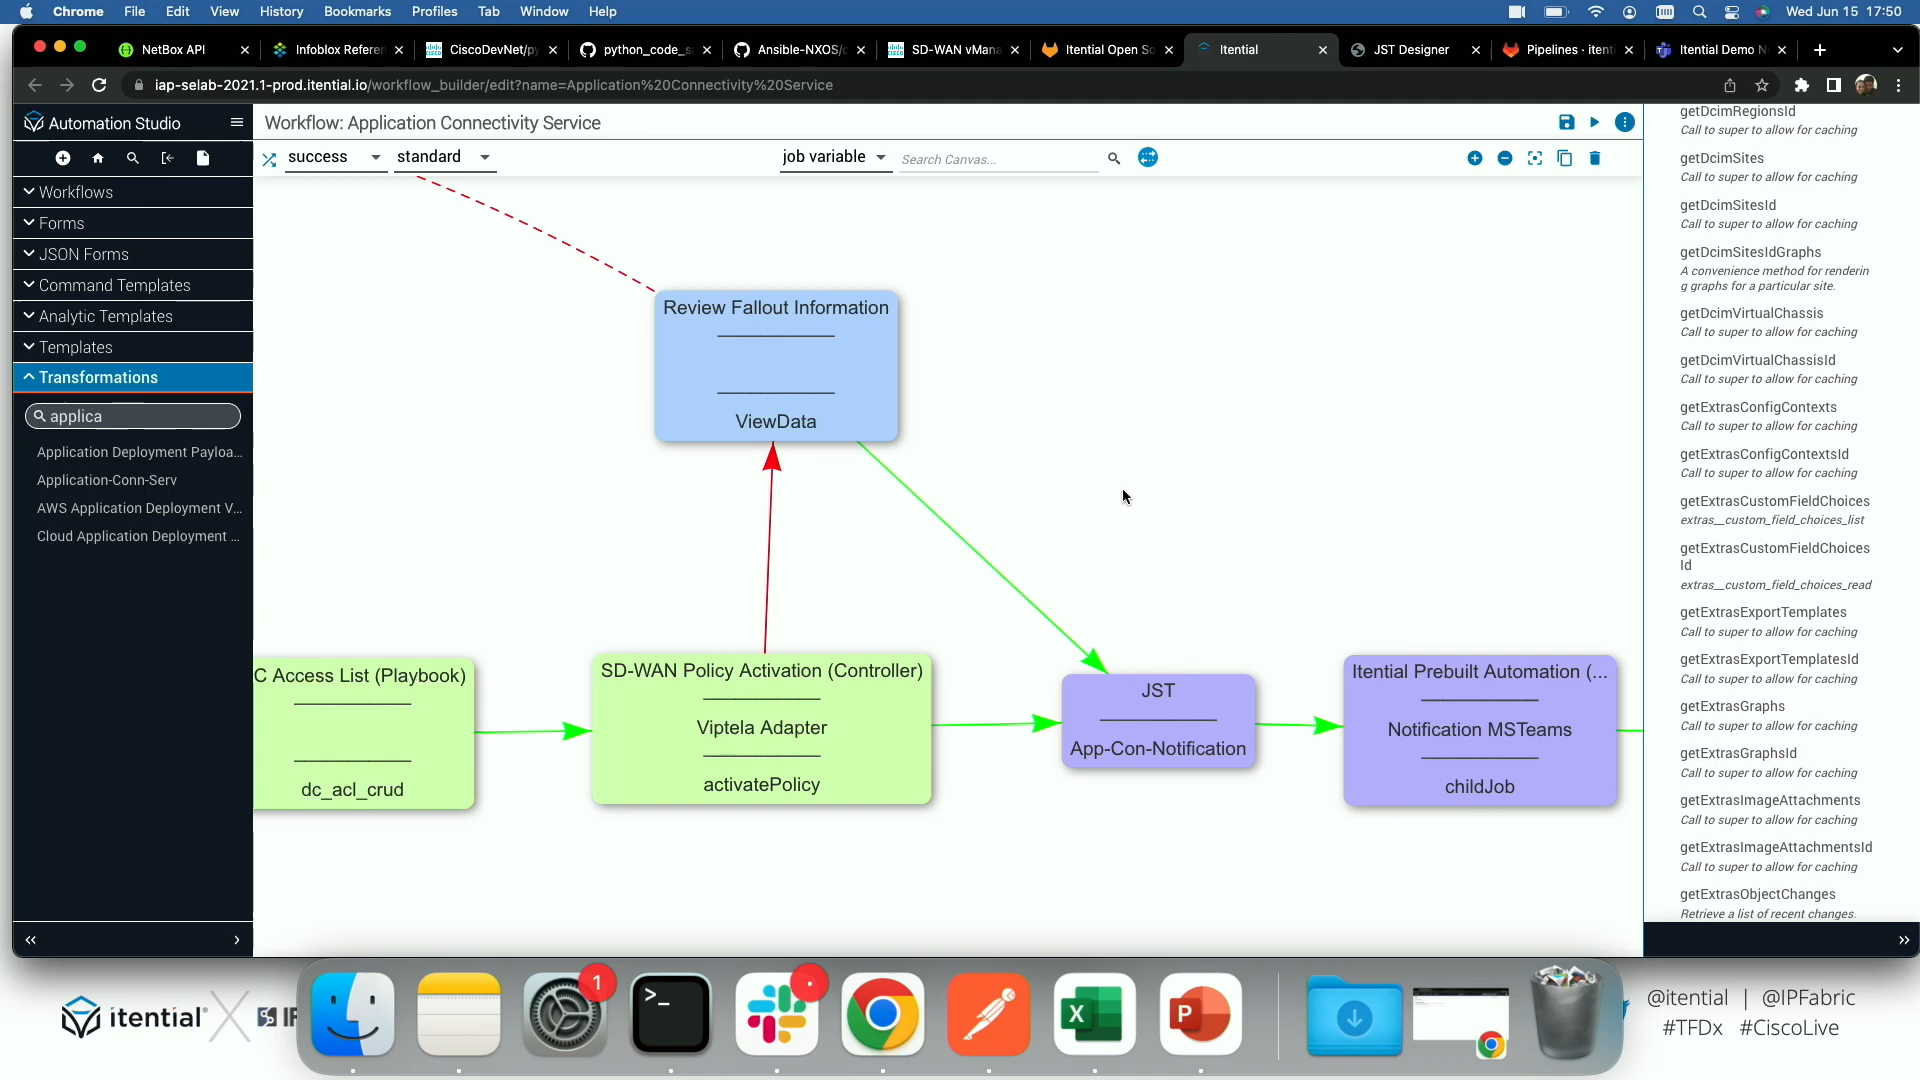 Chrome File Edit View History Bookmarks Profiles Tab Window Help Wed Jun 15 17:50
NetBox API
Infoblox Referen
CiscoDevNet/py
python_code_sa
Ansible-NXOS/c
SD-WAN vMana
Itential Open So
Itential
JST Designer
Pipelines · itenti
Itential Demo N
iap-selab-2021.1-prod.itential.io/workflow_builder/edit?name=Application%20Connectivity%20Service
Automation Studio
Workflow: Application Connectivity Service
success
standard
job variable
Search Canvas...
Workflows
Forms
JSON Forms
Command Templates
Analytic Templates
Templates
Transformations
applica
Application Deployment Payloa...
Application-Conn-Serv
AWS Application Deployment V...
Cloud Application Deployment ...
Review Fallout Information
ViewData
C Access List (Playbook)
dc_acl_crud
SD-WAN Policy Activation (Controller)
Viptela Adapter
activatePolicy
JST
App-Con-Notification
Itential Prebuilt Automation (...
Notification MSTeams
childJob
getDcimRegionsId
Call to super to allow for caching
getDcimSites
Call to super to allow for caching
getDcimSitesId
Call to super to allow for caching
getDcimSitesIdGraphs
A convenience method for renderin
g graphs for a particular site.
getDcimVirtualChassis
Call to super to allow for caching
getDcimVirtualChassisId
Call to super to allow for caching
getExtrasConfigContexts
Call to super to allow for caching
getExtrasConfigContextsId
Call to super to allow for caching
getExtrasCustomFieldChoices
extras__custom_field_choices_list
getExtrasCustomFieldChoices
Id
extras__custom_field_choices_read
getExtrasExportTemplates
Call to super to allow for caching
getExtrasExportTemplatesId
Call to super to allow for caching
getExtrasGraphs
Call to super to allow for caching
getExtrasGraphsId
Call to super to allow for caching
getExtrasImageAttachments
Call to super to allow for caching
getExtrasImageAttachmentsId
Call to super to allow for caching
getExtrasObjectChanges
Retrieve a list of recent changes.
itential
IF
1
>_
X
P
@itential | @IPFabric
#TFDx #CiscoLive